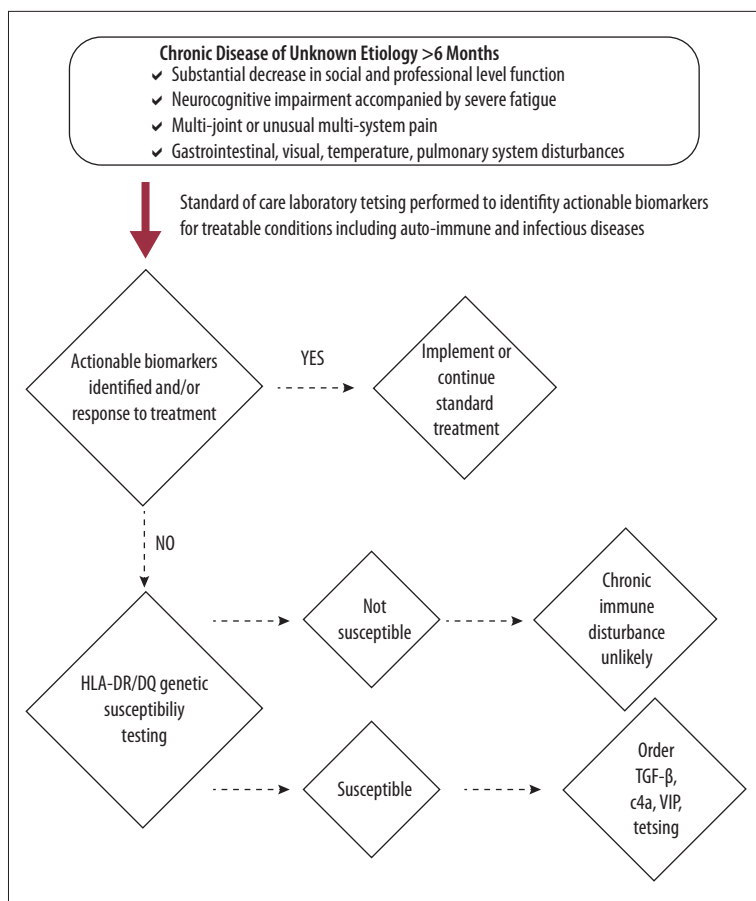 Chronic Disease of Unknown Etiology >6 Months
✓ Substantial decrease in social and professional level function
✓ Neurocognitive impairment accompanied by severe fatigue
✓ Multi-joint or unusual multi-system pain
✓ Gastrointestinal, visual, temperature, pulmonary system disturbances
Standard of care laboratory tetsing performed to identifity actionable biomarkers
for treatable conditions including auto-immune and infectious diseases
Actionable biomarkers
identified and/or
response to treatment
YES
Implement or
continue
standard
treatment
NO
HLA-DR/DQ genetic
susceptibiliy
testing
Not
susceptible
Chronic
immune
disturbance
unlikely
Susceptible
Order
TGF-β,
c4a, VIP,
tetsing